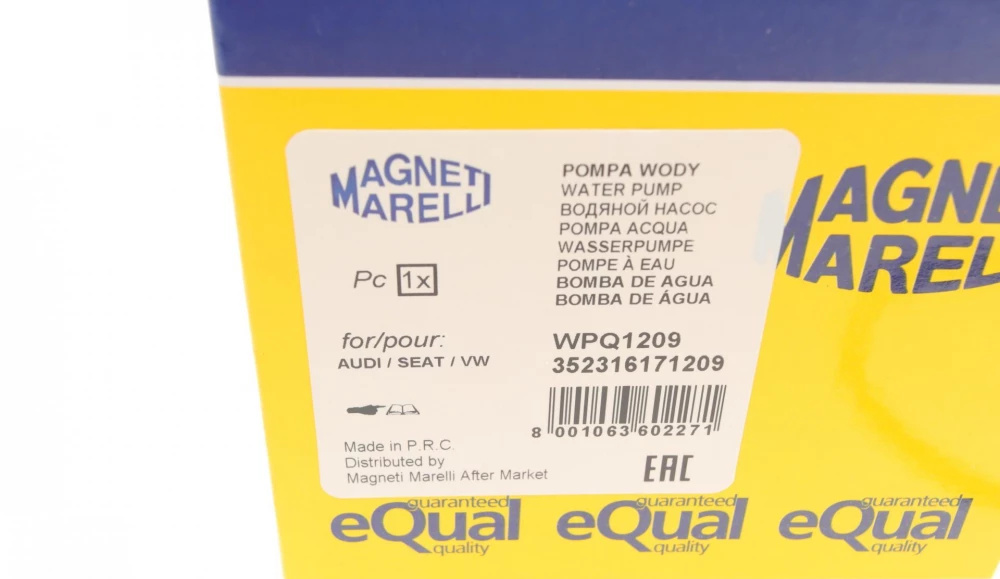 MAGNETI
MARELLI
POMPA WODY
WATER PUMP
ВОДЯНОЙ НАСОС
POMPA ACQUA
WASSERPUMPE
POMPE À EAU
BOMBA DE AGUA
BOMBA DE ÁGUA
Pc 1x
for/pour:
AUDI / SEAT / VW
WPQ1209
352316171209
8 001063 602271
Made in P.R.C.
Distributed by
Magneti Marelli After Market
EAC
MAGNE
MAREL
guaranteed
eQual
quality
guaranteed
eQual
quality
guaranteed
eQual
quality